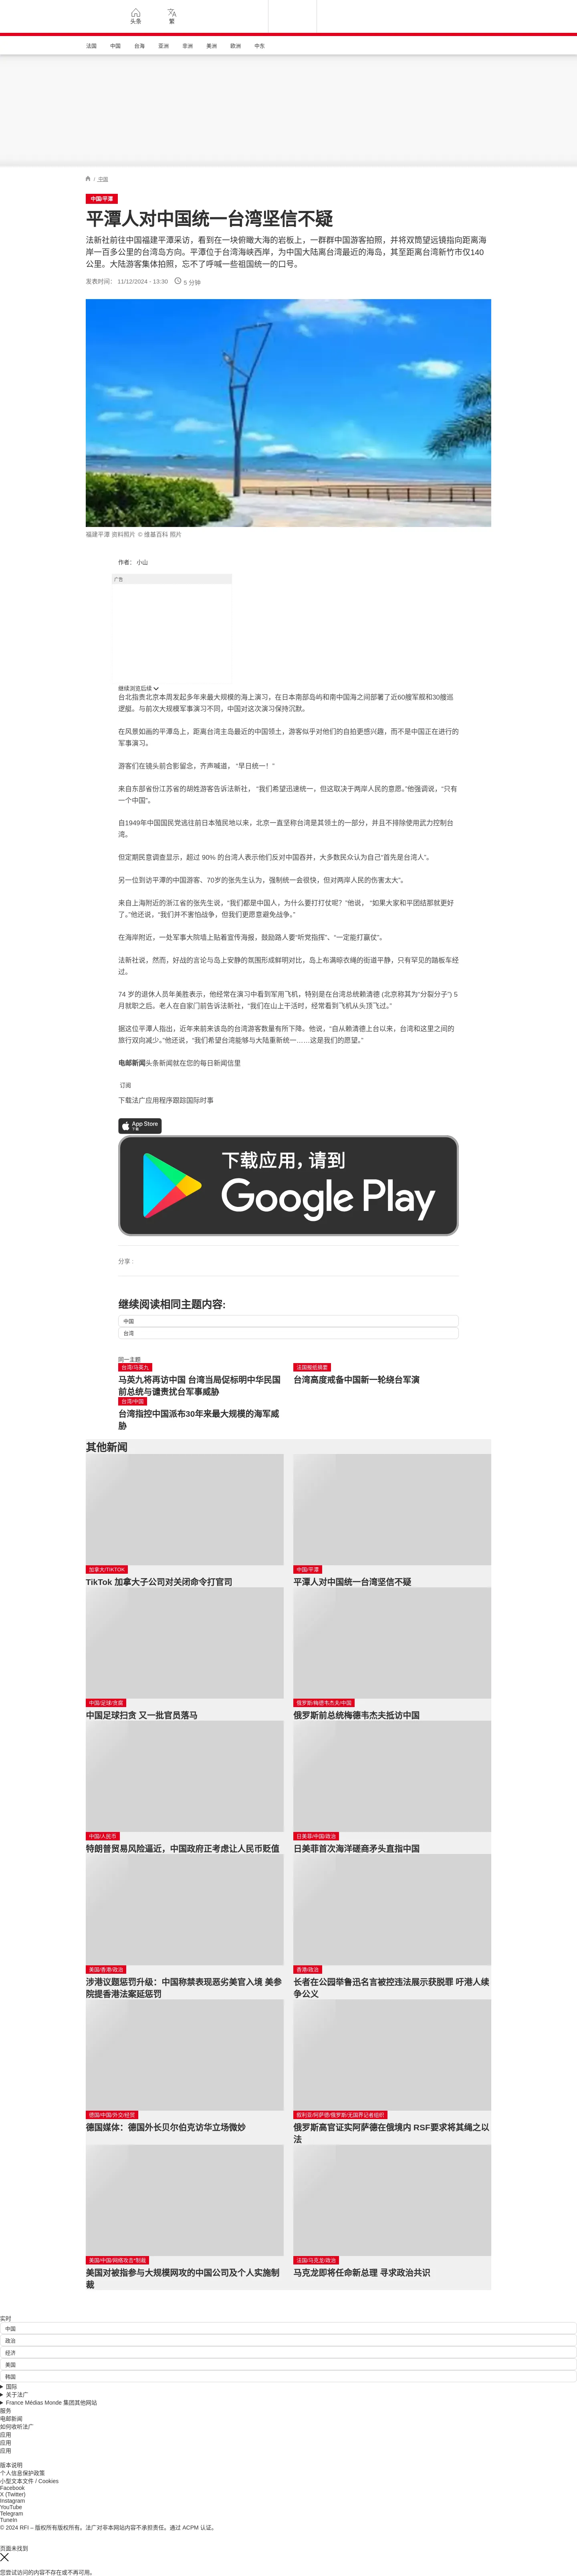 头条
繁
法国
中国
台海
亚洲
非洲
美洲
欧洲
中东
/ 中国
中国/平潭
平潭人对中国统一台湾坚信不疑
法新社前往中国福建平潭采访，看到在一块俯瞰大海的岩板上，一群群中国游客拍照，并将双筒望远镜指向距离海
岸一百多公里的台湾岛方向。平潭位于台湾海峡西岸，为中国大陆离台湾最近的海岛，其至距离台湾新竹市仅140
公里。大陆游客集体拍照，忘不了呼喊一些祖国统一的口号。
发表时间： 11/12/2024 - 13:30
5 分钟
福建平潭 资料照片 © 维基百科 照片
作者： 小山
广告
继续浏览后续
台北指责北京本周发起多年来最大规模的海上演习，在日本南部岛屿和南中国海之间部署了近60艘军舰和30艘巡
逻艇。与前次大规模军事演习不同，中国对这次演习保持沉默。
在风景如画的平潭岛上，距离台湾主岛最近的中国领土，游客似乎对他们的自拍更感兴趣，而不是中国正在进行的
军事演习。
游客们在镜头前合影留念，齐声喊道， “早日统一！”
来自东部省份江苏省的胡姓游客告诉法新社， “我们希望迅速统一，但这取决于两岸人民的意愿。”他强调说，“只有
一个中国”。
自1949年中国国民党逃往前日本殖民地以来，北京一直坚称台湾是其领土的一部分，并且不排除使用武力控制台
湾。
但定期民意调查显示，超过 90% 的台湾人表示他们反对中国吞并，大多数民众认为自己“首先是台湾人”。
另一位到访平潭的中国游客、70岁的张先生认为，强制统一会很快，但对两岸人民的伤害太大”。
来自上海附近的浙江省的张先生说，“我们都是中国人，为什么要打打仗呢？”他说， “如果大家和平团结那就更好
了。”他还说，“我们并不害怕战争，但我们更愿意避免战争。”
在海岸附近，一处军事大院墙上贴着宣传海报，鼓励路人要“听党指挥”、“一定能打赢仗”。
法新社说，然而，好战的言论与岛上安静的氛围形成鲜明对比，岛上布满晾衣绳的街道平静，只有罕见的踏板车经
过。
74 岁的退休人员年美胜表示，他经常在演习中看到军用飞机，特别是在台湾总统赖清德 (北京称其为“分裂分子”) 5
月就职之后。老人在自家门前告诉法新社，“我们在山上干活时，经常看到飞机从头顶飞过。”
据这位平潭人指出，近年来前来该岛的台湾游客数量有所下降。他说，“自从赖清德上台以来，台湾和这里之间的
旅行双向减少。”他还说，“我们希望台湾能够与大陆重新统一……这是我们的愿望。”
电邮新闻头条新闻就在您的每日新闻信里
订阅
下载法广应用程序跟踪国际时事
App Store
下载
下载应用，请到
Google Play
分享 :
继续阅读相同主题内容:
中国
台湾
同一主题
台湾/马英九
马英九将再访中国 台湾当局促标明中华民国
前总统与谴责扰台军事威胁
法国报纸摘要
台湾高度戒备中国新一轮绕台军演
台湾/中国
台湾指控中国派布30年来最大规模的海军威
胁
其他新闻
加拿大/TIKTOK
TikTok 加拿大子公司对关闭命令打官司
中国/平潭
平潭人对中国统一台湾坚信不疑
中国/足球/贪腐
中国足球扫贪 又一批官员落马
俄罗斯/梅德韦杰夫/中国
俄罗斯前总统梅德韦杰夫抵访中国
中国/人民币
特朗普贸易风险逼近，中国政府正考虑让人民币贬值
日美菲/中国/政治
日美菲首次海洋磋商矛头直指中国
美国/香港/政治
涉港议题惩罚升级：中国称禁表现恶劣美官入境 美参
院提香港法案延惩罚
香港/政治
长者在公园举鲁迅名言被控违法展示获脱罪 吁港人续
争公义
德国/中国/外交/经贸
德国媒体：德国外长贝尔伯克访华立场微妙
叙利亚/阿萨德/俄罗斯/无国界记者组织
俄罗斯高官证实阿萨德在俄境内 RSF要求将其绳之以
法
美国/中国/网络攻击*制裁
美国对被指参与大规模网攻的中国公司及个人实施制
裁
法国/马克龙/政治
马克龙即将任命新总理 寻求政治共识
实时
中国
政治
经济
美国
韩国
国际
关于法广
France Médias Monde 集团其他网站
服务
电邮新闻
如何收听法广
应用
应用
应用
版本说明
个人信息保护政策
小型文本文件 / Cookies
Facebook
X (Twitter)
Instagram
YouTube
Telegram
TuneIn
© 2024 RFI – 版权所有版权所有。法广对非本网站内容不承担责任。通过 ACPM 认证。
页面未找到
您尝试访问的内容不存在或不再可用。